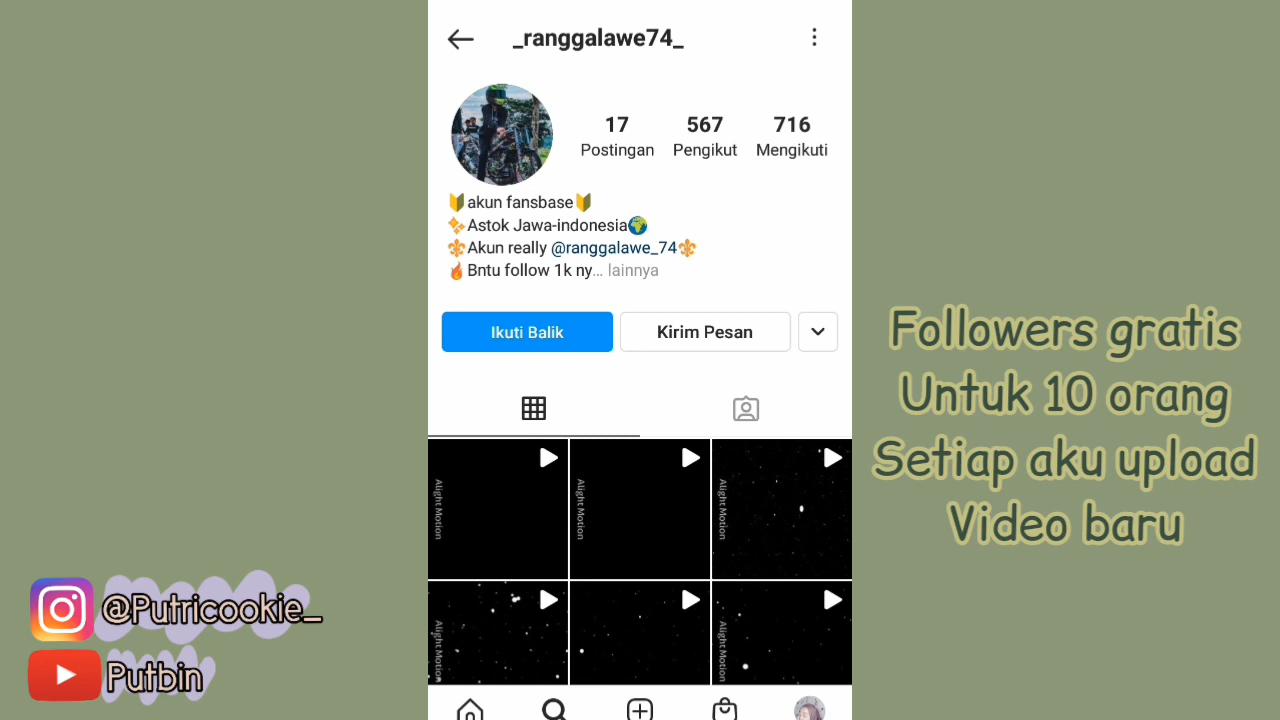 _ranggalawe74_
17
Postingan
567
Pengikut
716
Mengikuti
🔰akun fansbase🔰
✨Astok Jawa-indonesia🌍
⚜️Akun really @ranggalawe_74⚜️
🔥Bntu follow 1k ny… lainnya
Ikuti Balik
Kirim Pesan
Alight Motion
Alight Motion
Alight Motion
Alight Motion
Alight Motion
Alight Motion
Followers gratis
Untuk 10 orang
Setiap aku upload
Video baru
@Putricookie_
Putbin